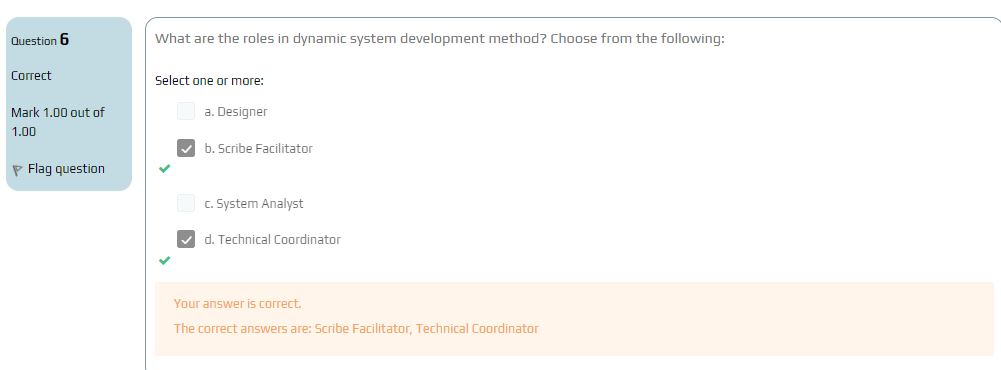 Question 6
Correct
Mark 1.00 out of
1.00
Flag question
What are the roles in dynamic system development method? Choose from the following:
Select one or more:
a. Designer
b. Scribe Facilitator
c. System Analyst
d. Technical Coordinator
Your answer is correct.
The correct answers are: Scribe Facilitator, Technical Coordinator